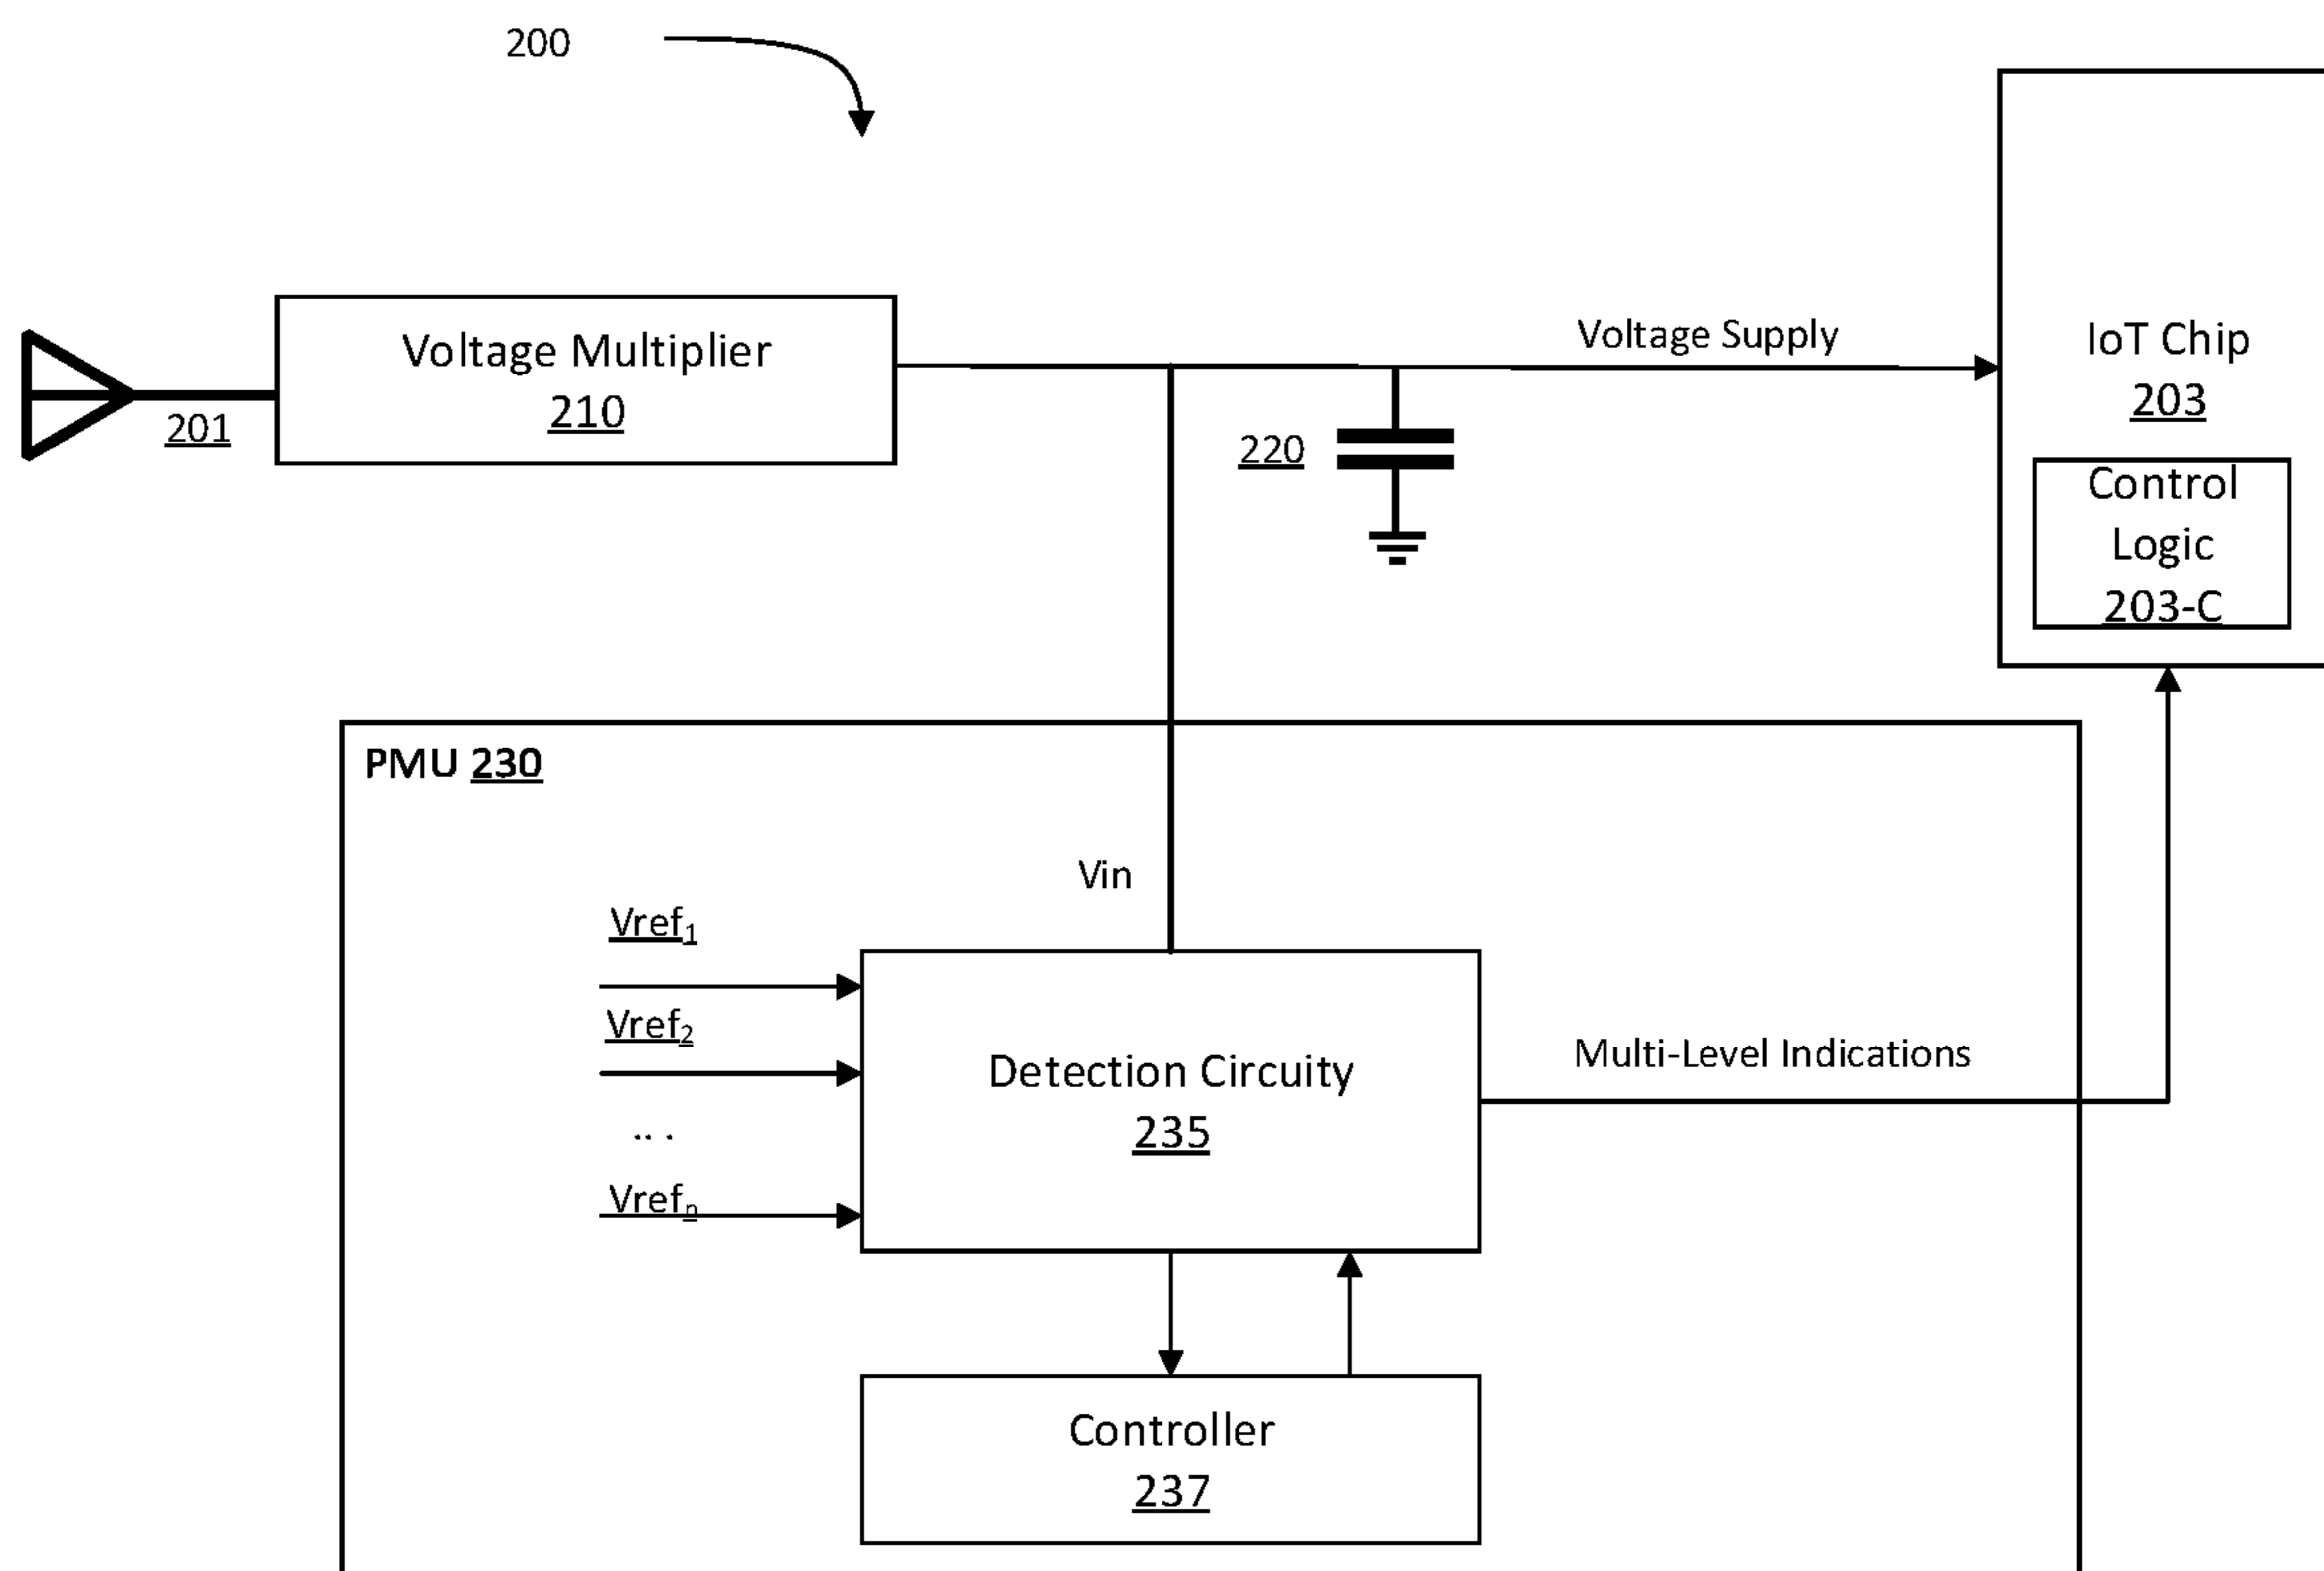 200
Voltage Multiplier
210
201
220
Voltage Supply
IoT Chip
203
Control
Logic
203-C
PMU 230
Vin
Vref1
Vref2
...
Vrefn
Detection Circuity
235
Multi-Level Indications
Controller
237